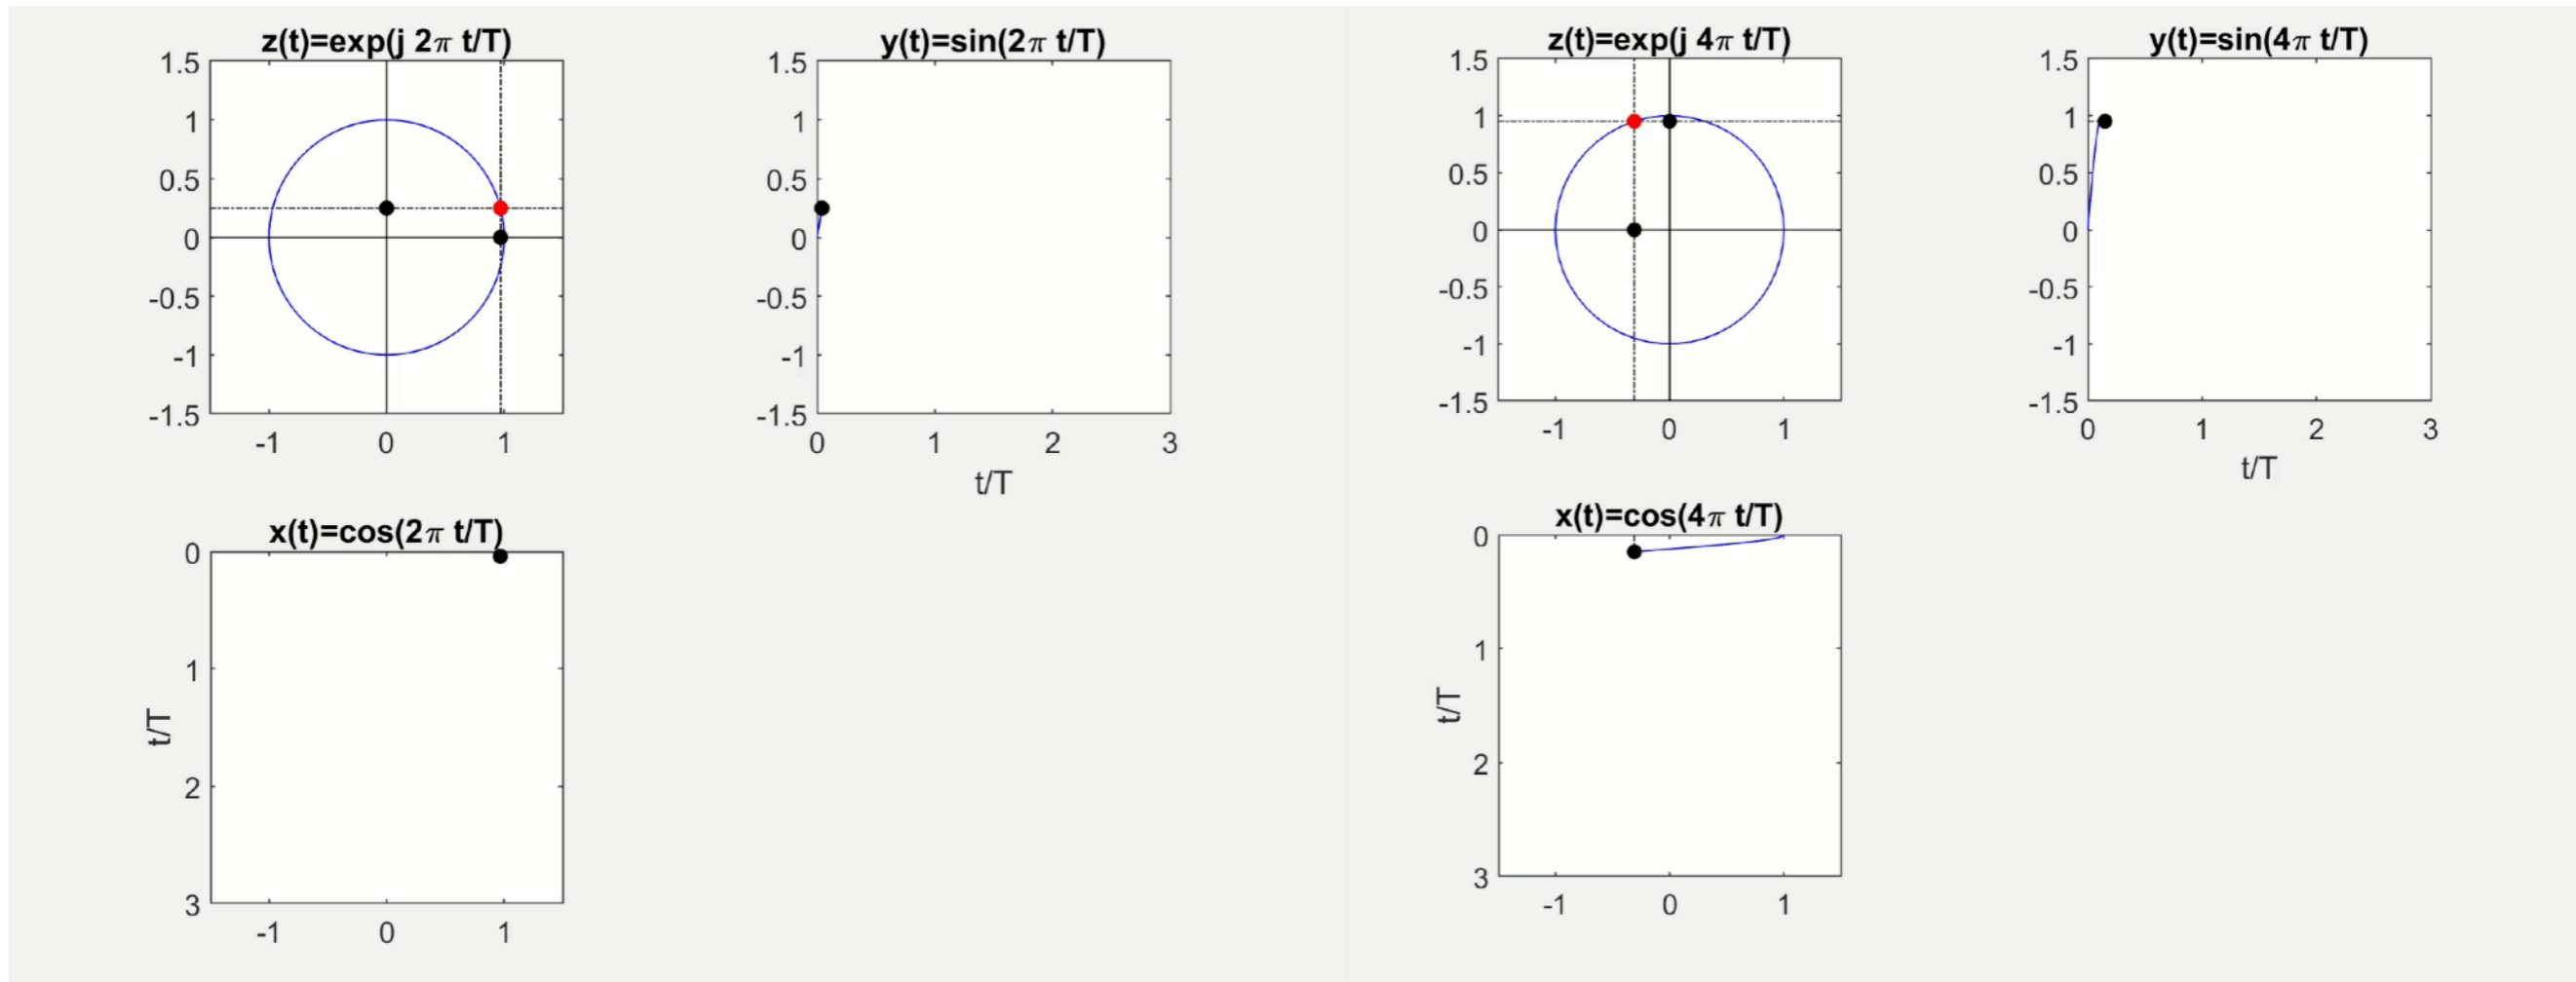 z(t)=exp(j 2π t/T)
1.5
1
0.5
0
-0.5
-1
-1.5
-1 0 1
y(t)=sin(2π t/T)
1.5
1
0.5
0
-0.5
-1
-1.5
0 1 2 3
t/T
x(t)=cos(2π t/T)
0
1
2
3
t/T
-1 0 1
z(t)=exp(j 4π t/T)
1.5
1
0.5
0
-0.5
-1
-1.5
-1 0 1
y(t)=sin(4π t/T)
1.5
1
0.5
0
-0.5
-1
-1.5
0 1 2 3
t/T
x(t)=cos(4π t/T)
0
1
2
3
t/T
-1 0 1